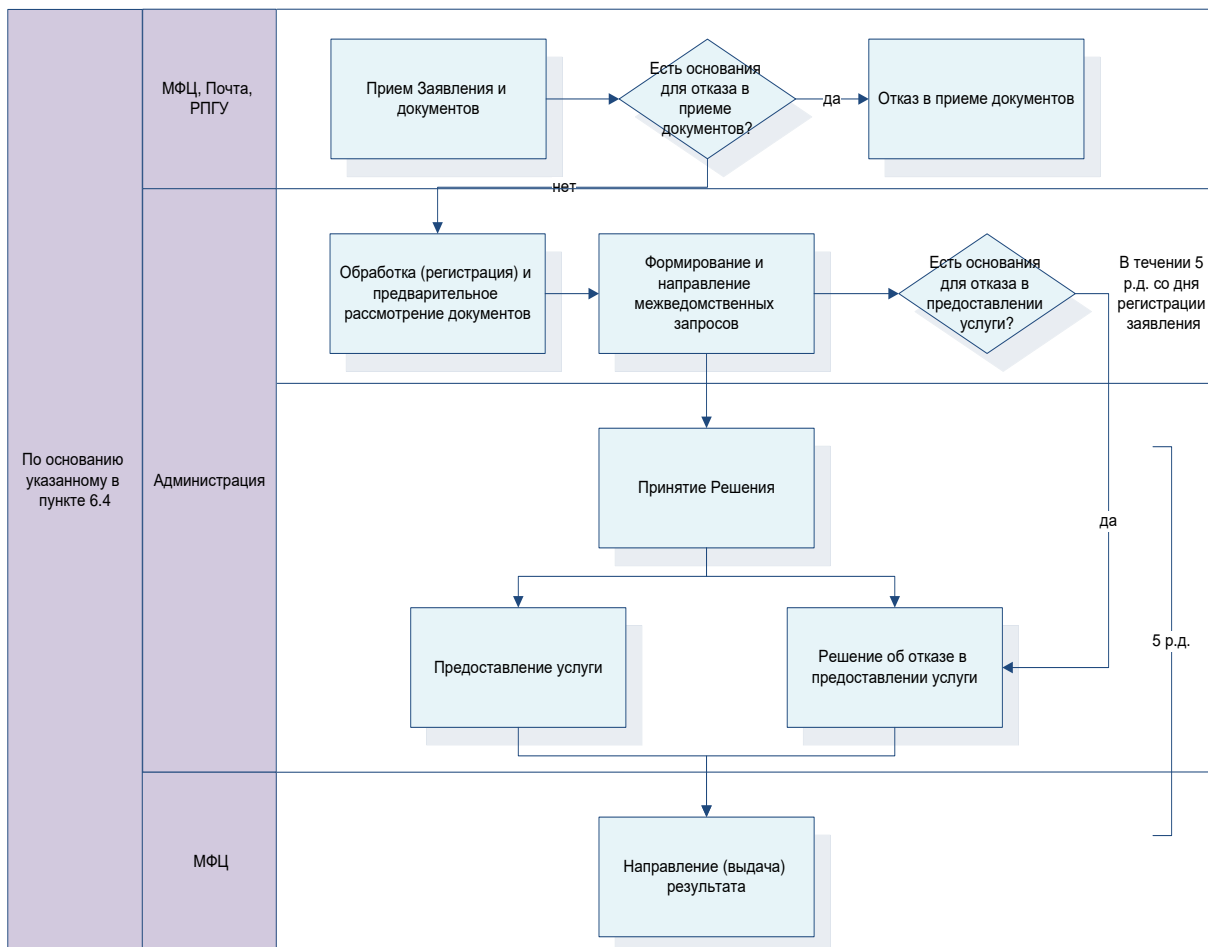 МФЦ, Почта,
РПГУ
Прием Заявления и
документов
Есть основания
для отказа в
приеме
документов?
да
Отказ в приеме документов
нет
Обработка (регистрация) и
предварительное
рассмотрение документов
Формирование и
направление
межведомственных
запросов
Есть основания
для отказа в
предоставлении
услуги?
В течении 5
р.д. со дня
регистрации
заявления
По основанию
указанному в
пункте 6.4
Администрация
Принятие Решения
да
Предоставление услуги
Решение об отказе в
предоставлении услуги
5 р.д.
МФЦ
Направление (выдача)
результата